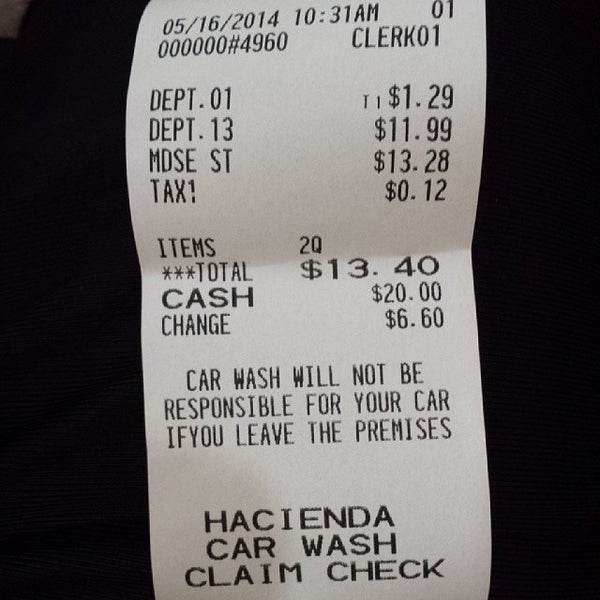 05/16/2014 10:31AM 01
000000#4960 CLERK01
DEPT.01 T1 $1.29
DEPT.13 $11.99
MDSE ST $13.28
TAX1 $0.12
ITEMS 2Q
***TOTAL $13.40
CASH $20.00
CHANGE $6.60
CAR WASH WILL NOT BE
RESPONSIBLE FOR YOUR CAR
IFYOU LEAVE THE PREMISES
HACIENDA
CAR WASH
CLAIM CHECK